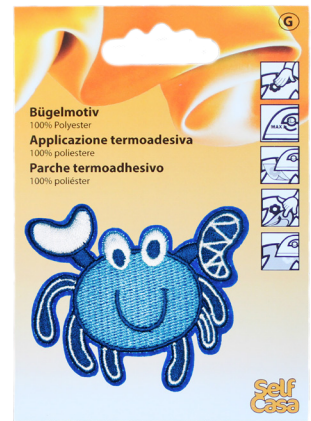 G
Bügelmotiv
100% Polyester
Applicazione termoadesiva
100% poliestere
Parche termoadhesivo
100% poliéster
MAX
Self
Casa